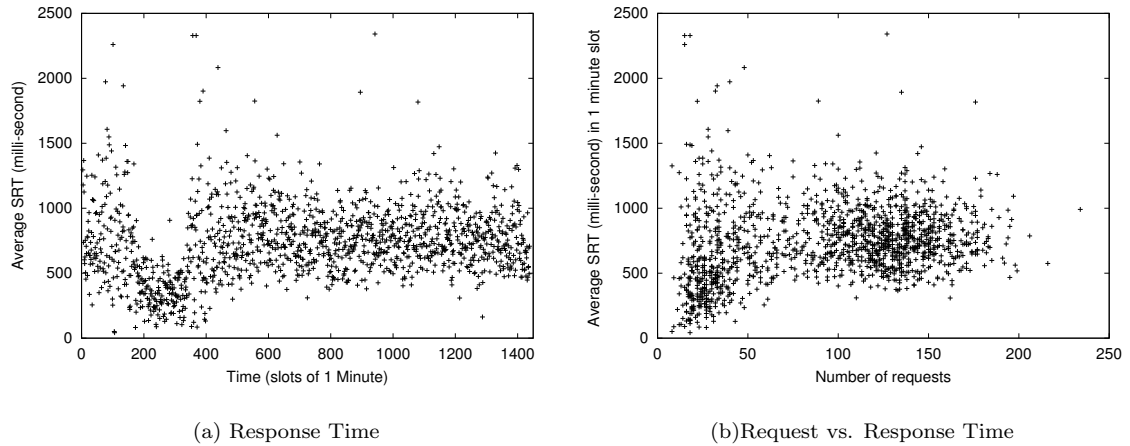 2500
2000
1500
1000
500
0
Average SRT (milli-second)
0 200 400 600 800 1000 1200 1400
Time (slots of 1 Minute)
(a) Response Time
2500
2000
1500
1000
500
0
Average SRT (milli-second) in 1 minute slot
0 50 100 150 200 250
Number of requests
(b)Request vs. Response Time